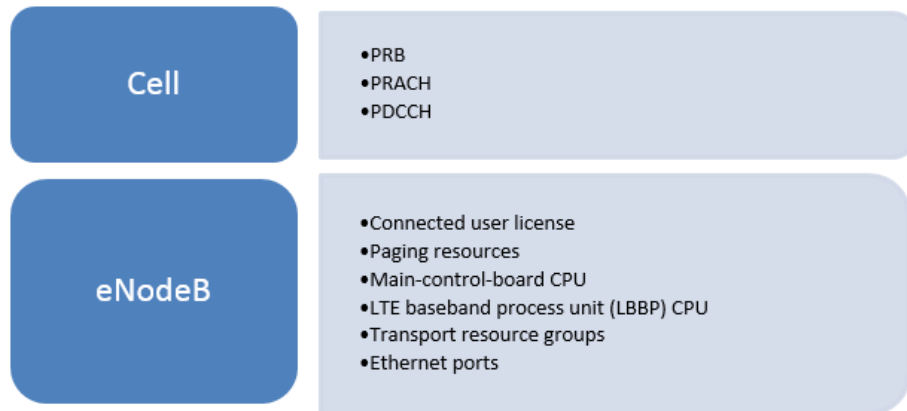 Cell
•PRB
•PRACH
•PDCCH
eNodeB
•Connected user license
•Paging resources
•Main-control-board CPU
•LTE baseband process unit (LBBP) CPU
•Transport resource groups
•Ethernet ports